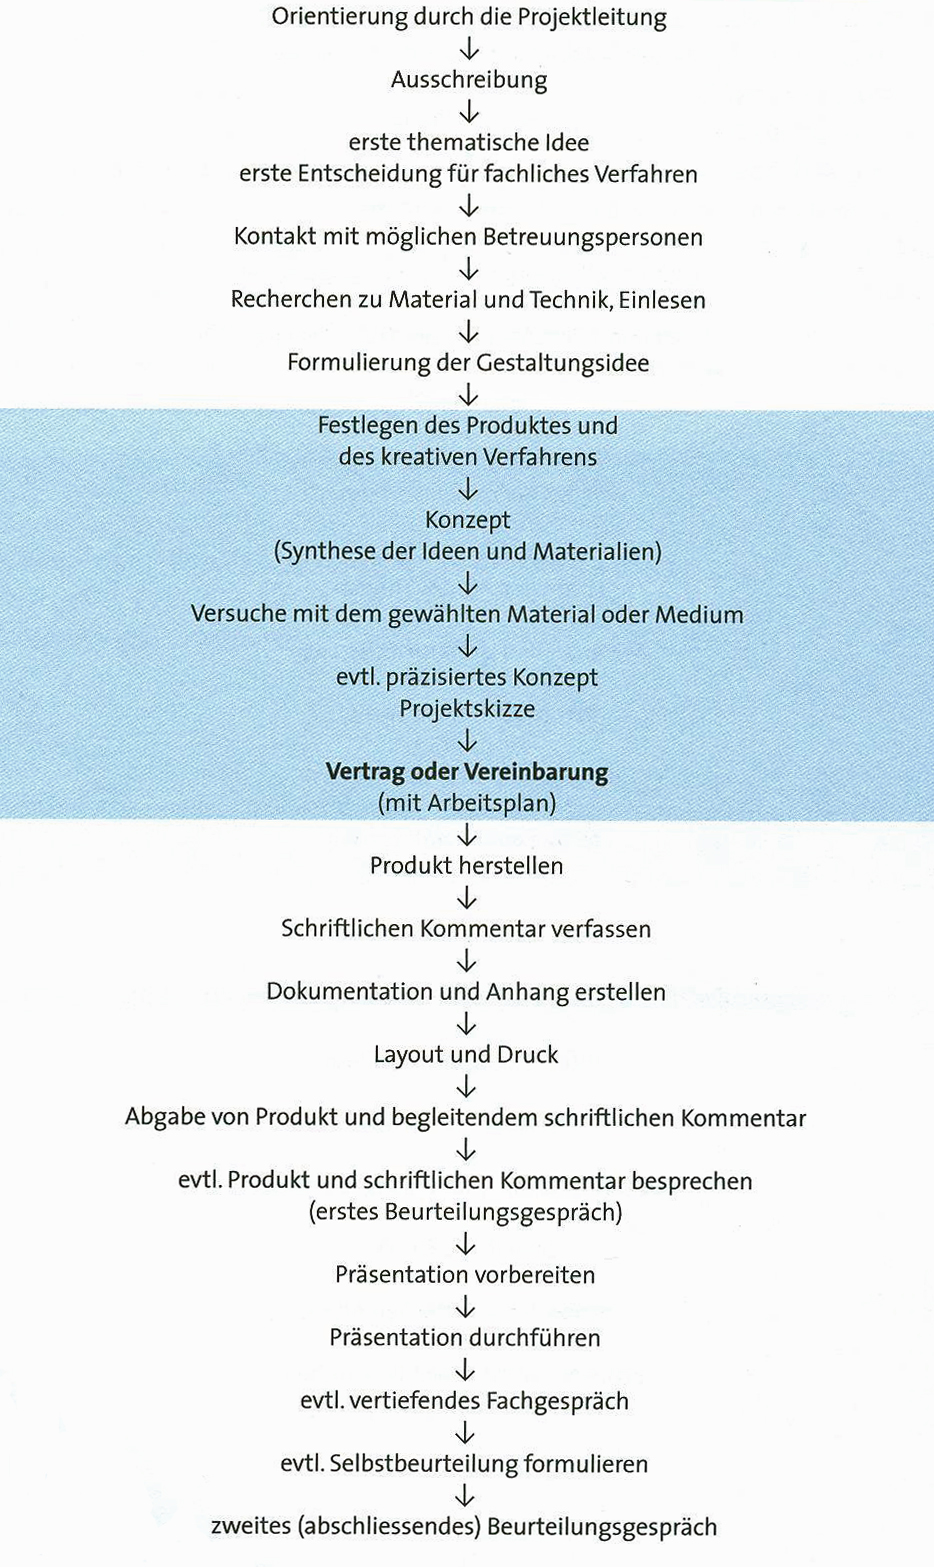 Orientierung durch die Projektleitung
↓
Ausschreibung
↓
erste thematische Idee
erste Entscheidung für fachliches Verfahren
↓
Kontakt mit möglichen Betreuungspersonen
↓
Recherchen zu Material und Technik, Einlesen
↓
Formulierung der Gestaltungsidee
↓
Festlegen des Produktes und
des kreativen Verfahrens
↓
Konzept
(Synthese der Ideen und Materialien)
↓
Versuche mit dem gewählten Material oder Medium
↓
evtl. präzisiertes Konzept
Projektskizze
↓
Vertrag oder Vereinbarung
(mit Arbeitsplan)
↓
Produkt herstellen
↓
Schriftlichen Kommentar verfassen
↓
Dokumentation und Anhang erstellen
↓
Layout und Druck
↓
Abgabe von Produkt und begleitendem schriftlichen Kommentar
↓
evtl. Produkt und schriftlichen Kommentar besprechen
(erstes Beurteilungsgespräch)
↓
Präsentation vorbereiten
↓
Präsentation durchführen
↓
evtl. vertiefendes Fachgespräch
↓
evtl. Selbstbeurteilung formulieren
↓
zweites (abschliessendes) Beurteilungsgespräch